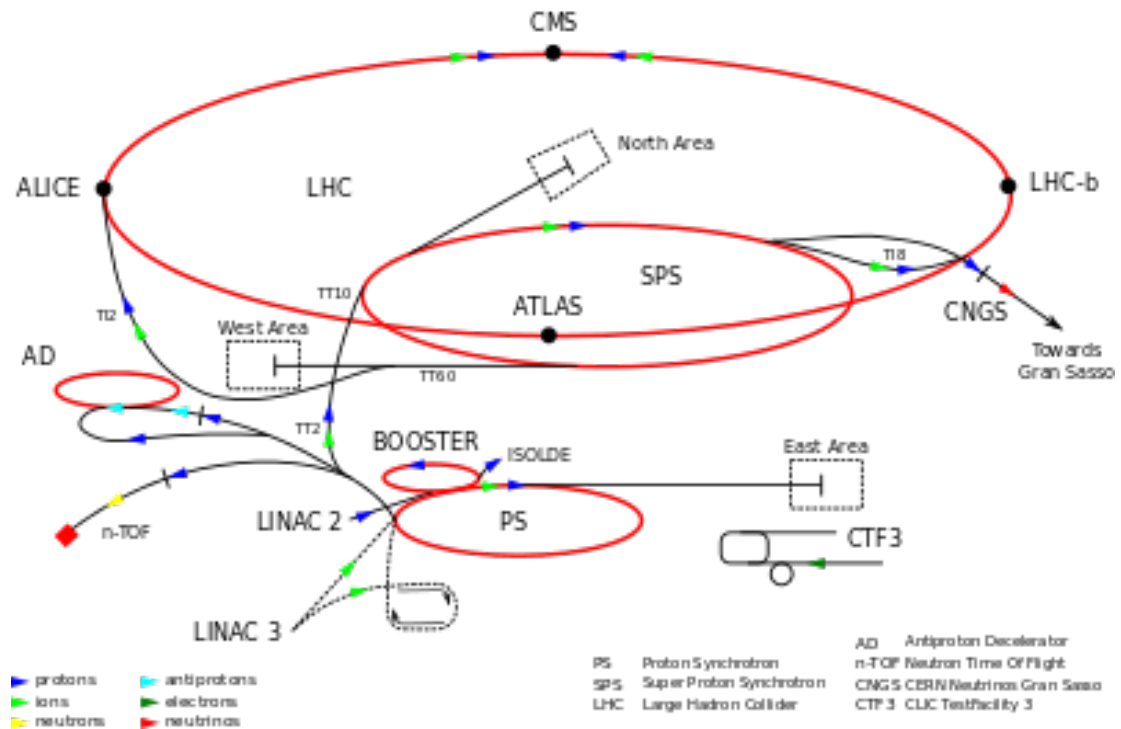 CMS
North Area
ALICE
LHC
LHC-b
TI8
SPS
TT10
ATLAS
CNGS
TI2
West Area
Towards
Gran Sasso
AD
TT60
TT2
BOOSTER
ISOLDE
East Area
LINAC 2
PS
n-TOF
CTF3
LINAC 3
protons
antiprotons
ions
electrons
neutrons
neutrinos
PS Proton Synchrotron
SPS Super Proton Synchrotron
LHC Large Hadron Collider
AD Antiproton Decelerator
n-TOF Neutron Time Of Flight
CNGS CERN Neutrinos Gran Sasso
CTF3 CLIC TestFacility 3